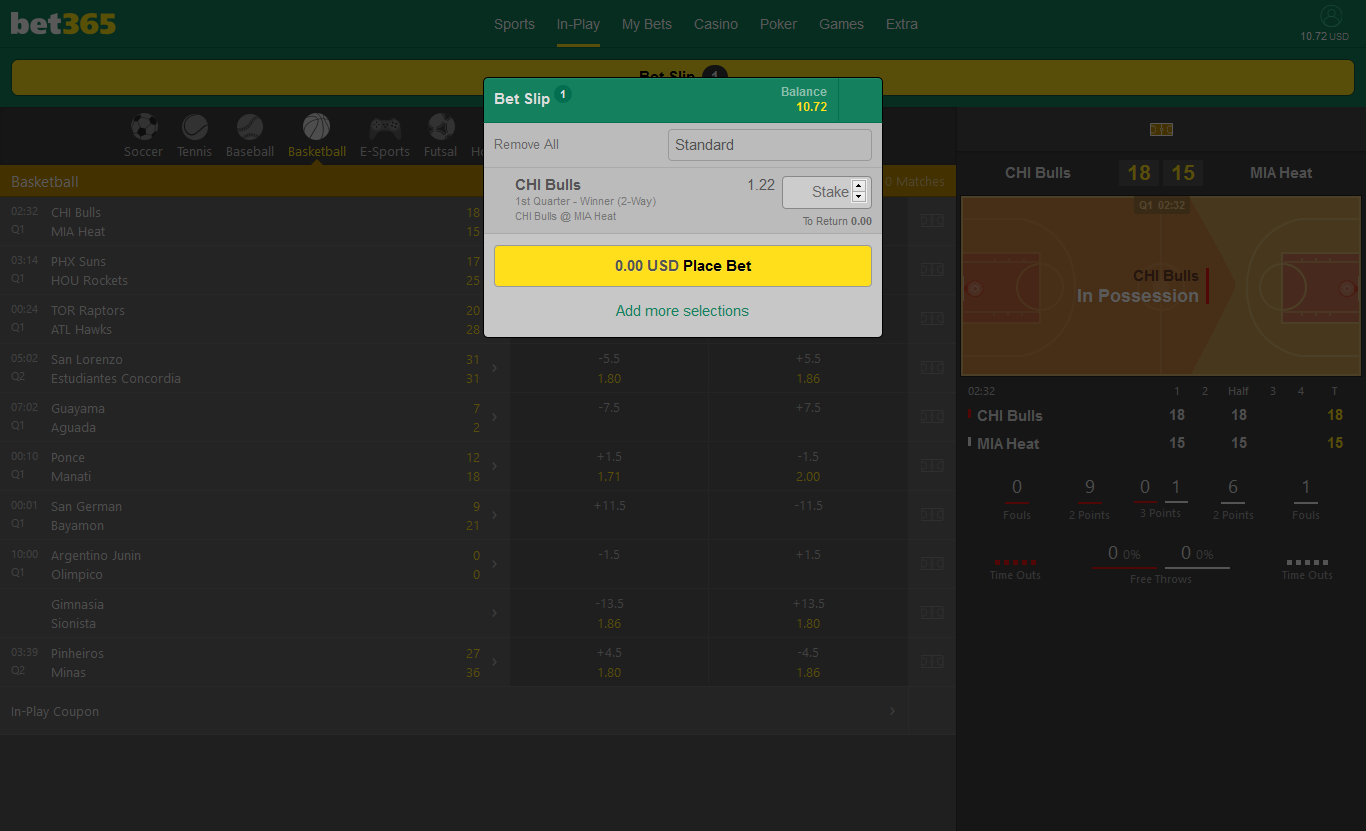 bet365
Sports In-Play My Bets Casino Poker Games Extra
10.72 USD
Bet Slip 1
Bet Slip 1
Balance
10.72
Remove All Standard
CHI Bulls 1.22 Stake
1st Quarter - Winner (2-Way)
CHI Bulls @ MIA Heat To Return 0.00
0.00 USD Place Bet
Add more selections
Soccer Tennis Baseball Basketball E-Sports Futsal
Basketball 0 Matches
02:32 CHI Bulls 18
Q1 MIA Heat 15
03:14 PHX Suns 17
Q1 HOU Rockets 25
00:24 TOR Raptors 20
Q1 ATL Hawks 28
05:02 San Lorenzo 31 -5.5 +5.5
Q2 Estudiantes Concordia 31 1.80 1.86
07:02 Guayama 7 -7.5 +7.5
Q1 Aguada 2
00:10 Ponce 12 +1.5 -1.5
Q1 Manati 18 1.71 2.00
00:01 San German 9 +11.5 -11.5
Q1 Bayamon 21
10:00 Argentino Junin 0 -1.5 +1.5
Q1 Olimpico 0
Gimnasia -13.5 +13.5
Sionista 1.86 1.80
03:39 Pinheiros 27 +4.5 -4.5
Q2 Minas 36 1.80 1.86
In-Play Coupon
CHI Bulls 18 15 MIA Heat
Q1 02:32
CHI Bulls
In Possession
02:32 1 2 Half 3 4 T
CHI Bulls 18 18 18
MIA Heat 15 15 15
0 9 0 1 6 1
Fouls 2 Points 3 Points 2 Points Fouls
0 0% 0 0%
Time Outs Free Throws Time Outs